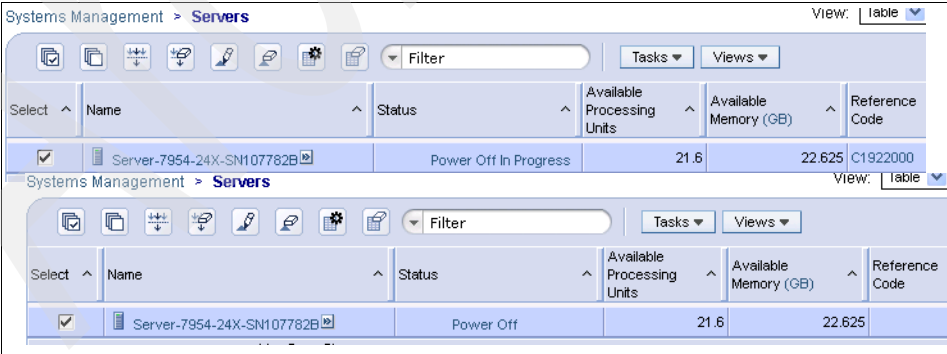 Systems Management > Servers View: Table
Filter Tasks Views
Select Name Status Available Processing Units Available Memory (GB) Reference Code
Server-7954-24X-SN107782B Power Off In Progress 21.6 22.625 C1922000
Systems Management > Servers View: Table
Filter Tasks Views
Select Name Status Available Processing Units Available Memory (GB) Reference Code
Server-7954-24X-SN107782B Power Off 21.6 22.625